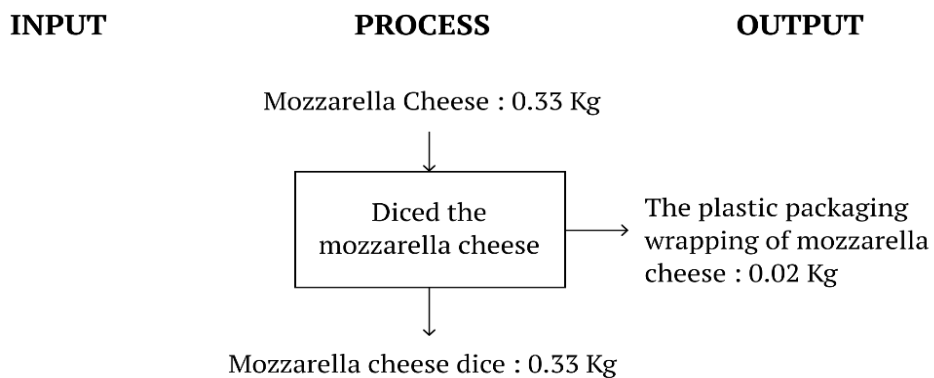 INPUT
PROCESS
OUTPUT
Mozzarella Cheese : 0.33 Kg
Diced the
mozzarella cheese
The plastic packaging
wrapping of mozzarella
cheese : 0.02 Kg
Mozzarella cheese dice : 0.33 Kg